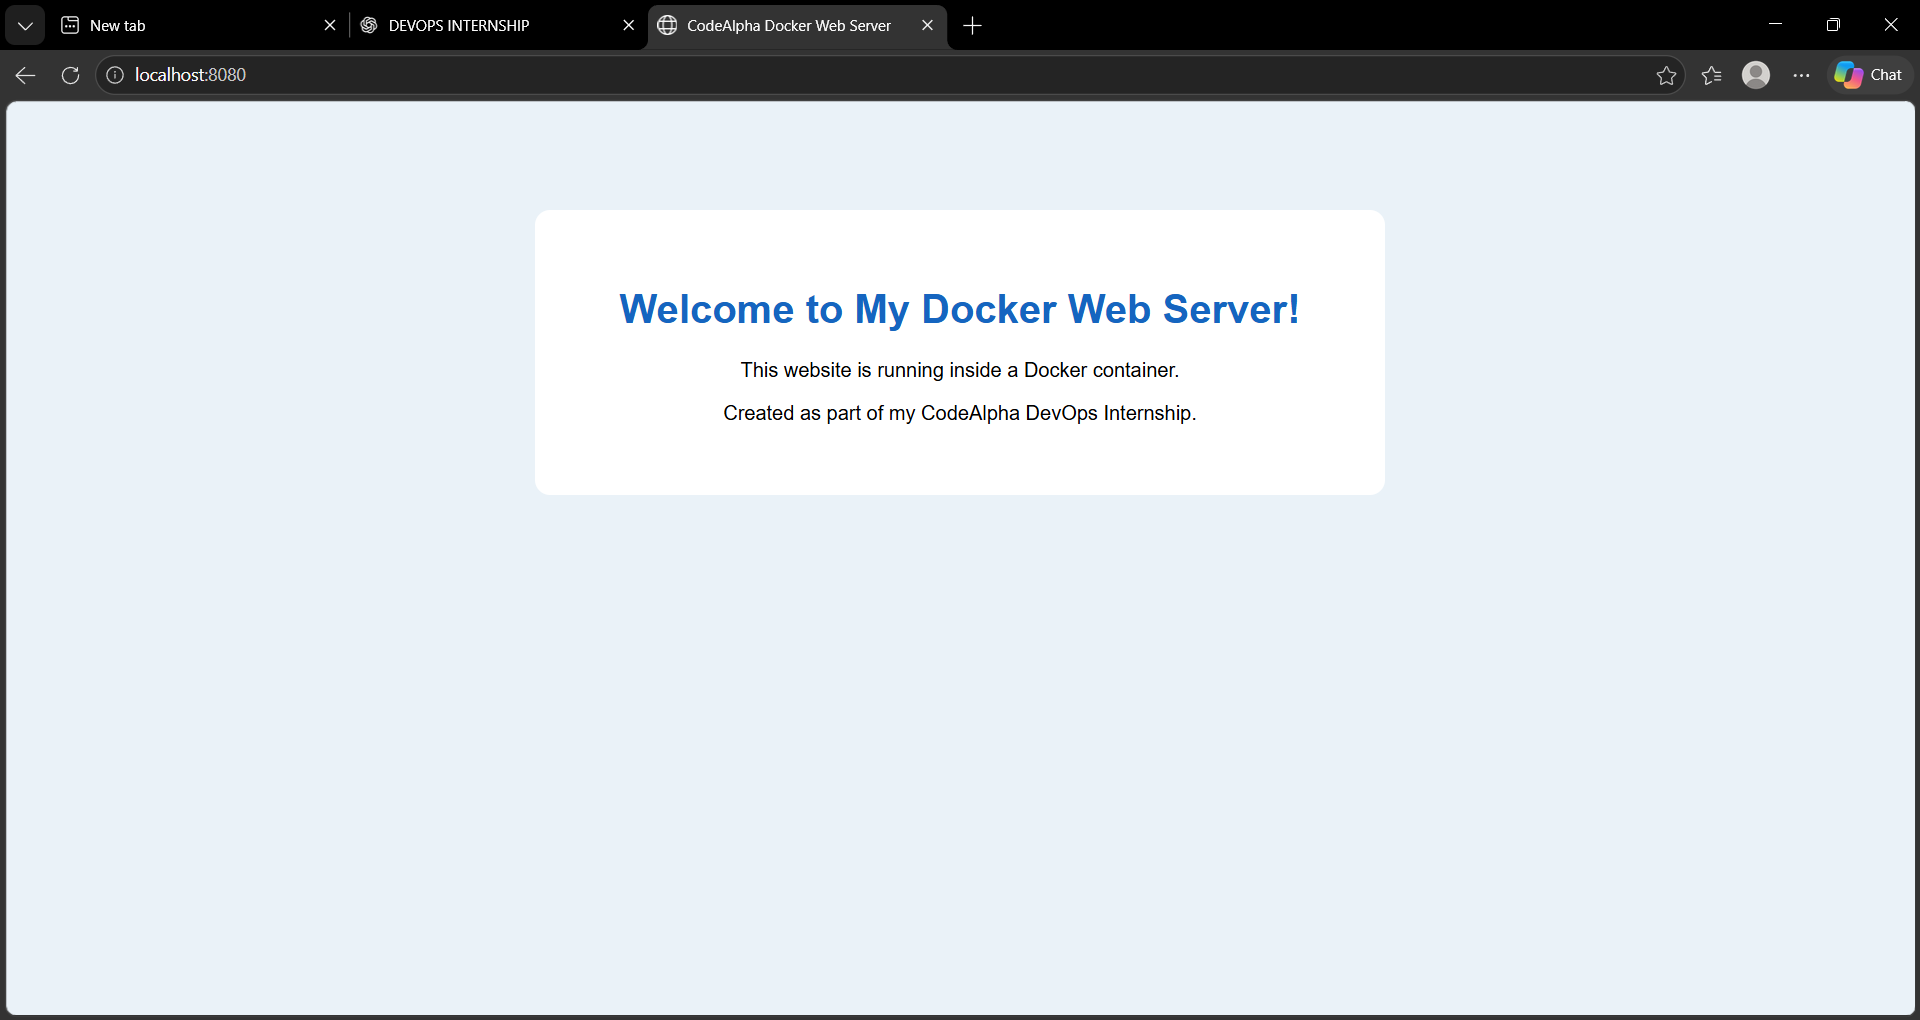 New tab
DEVOPS INTERNSHIP
CodeAlpha Docker Web Server
localhost:8080
Chat
Welcome to My Docker Web Server!
This website is running inside a Docker container.
Created as part of my CodeAlpha DevOps Internship.